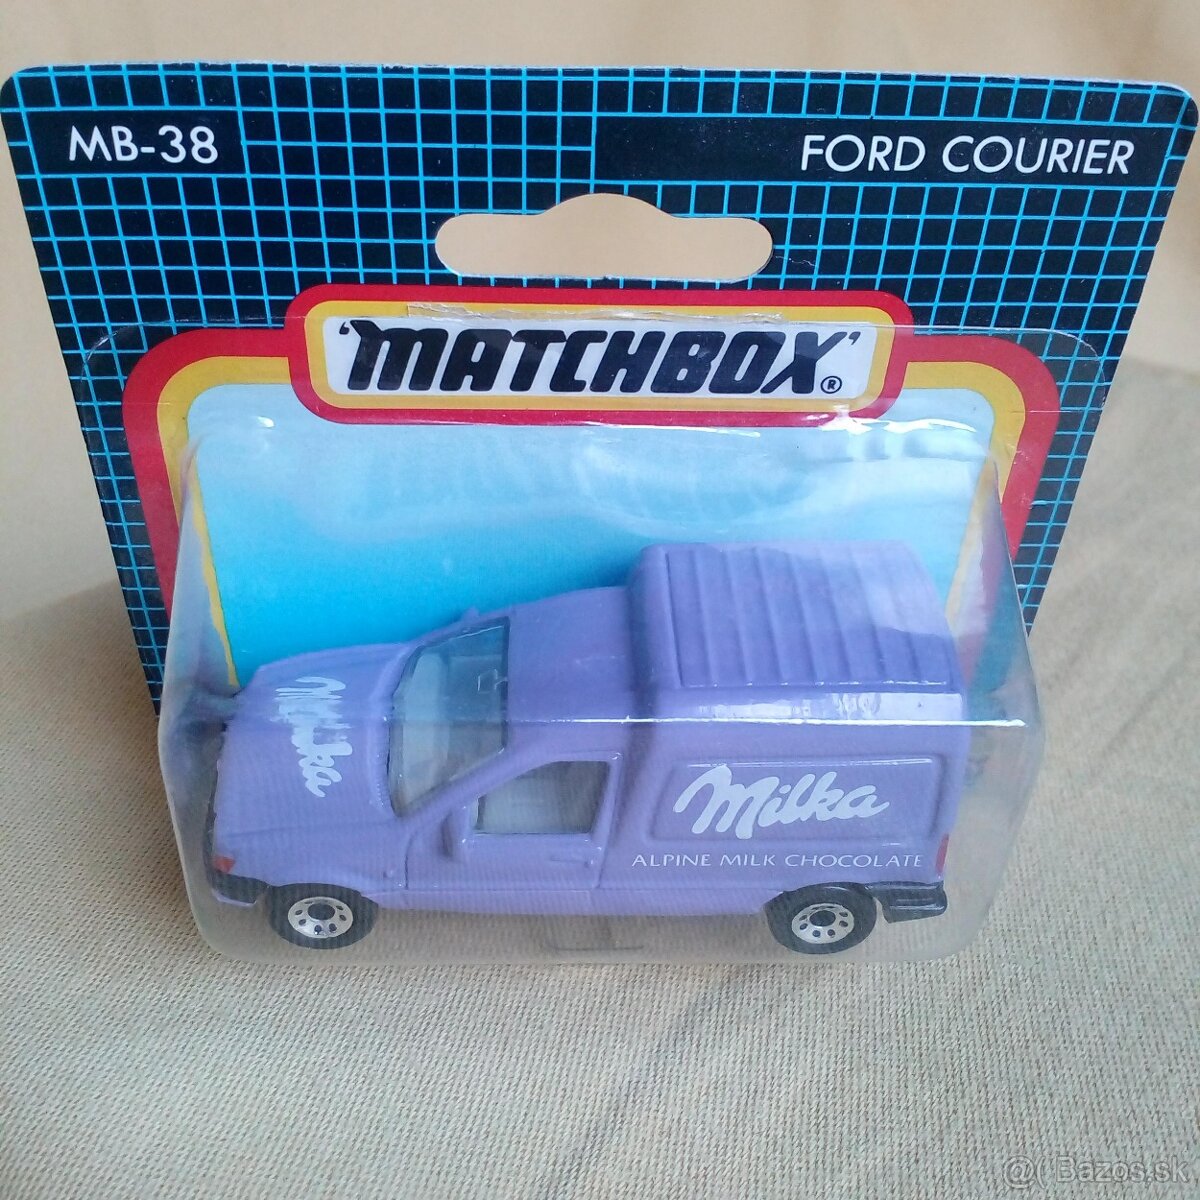 MB-38
FORD COURIER
'MATCHBOX'®
Milka
Milka
ALPINE MILK CHOCOLATE
@( Bazos.sk